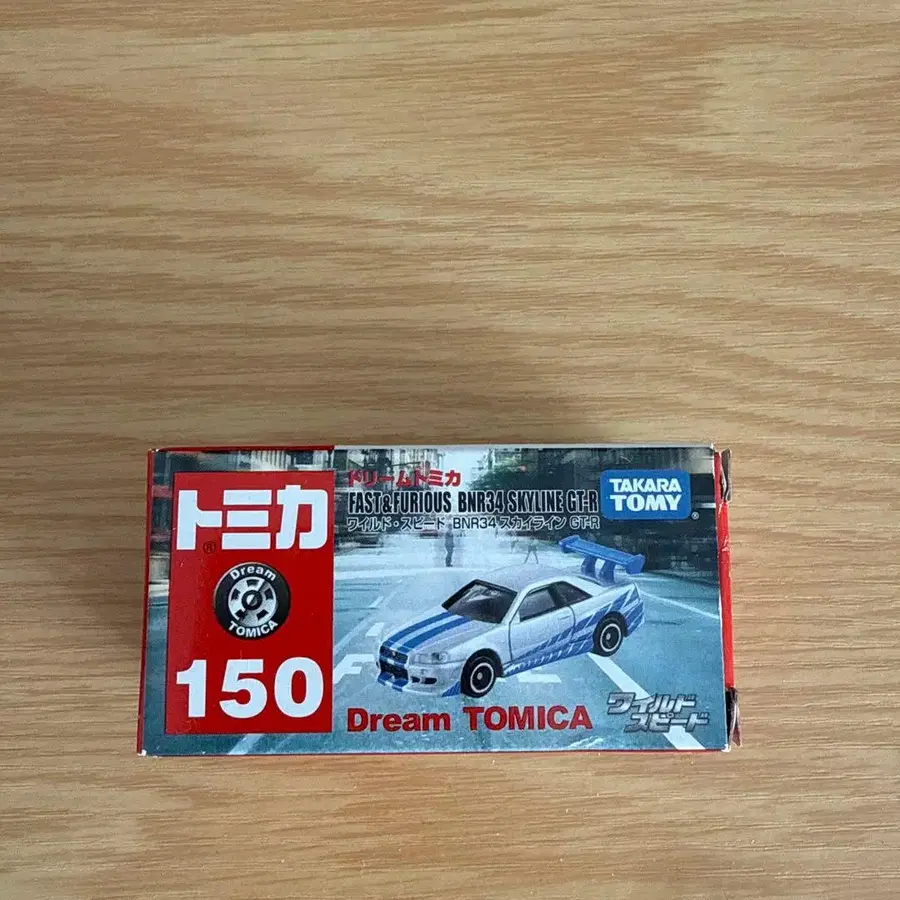 トミカ
®
Dream
TOMICA
150
ドリームトミカ
FAST&FURIOUS BNR34 SKYLINE GT-R
ワイルド・スピード BNR34 スカイライン GT-R
TAKARA
TOMY®
Dream TOMICA
ワイルド
スピード